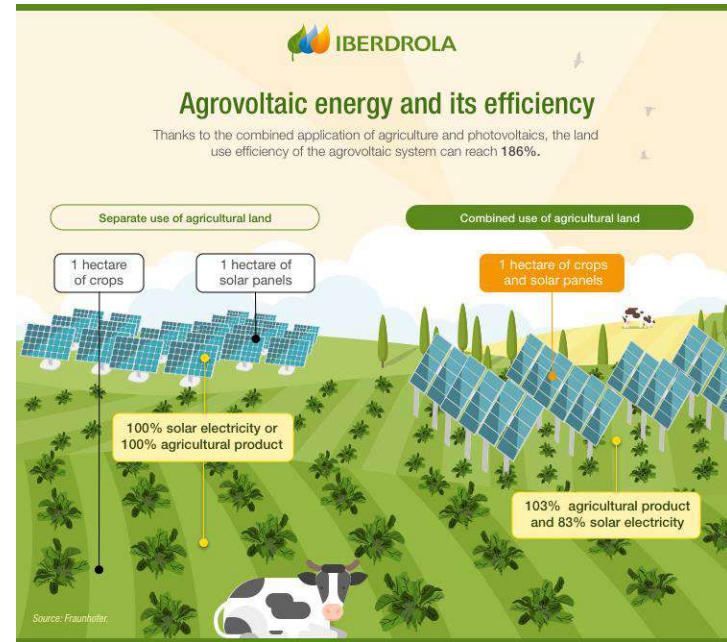 IBERDROLA
Agrovoltaic energy and its efficiency
Thanks to the combined application of agriculture and photovoltaics, the land
use efficiency of the agrovoltaic system can reach 186%.
Separate use of agricultural land
Combined use of agricultural land
1 hectare
of crops
1 hectare of
solar panels
1 hectare of crops
and solar panels
100% solar electricity or
100% agricultural product
103% agricultural product
and 83% solar electricity
Source: Fraunhofer.